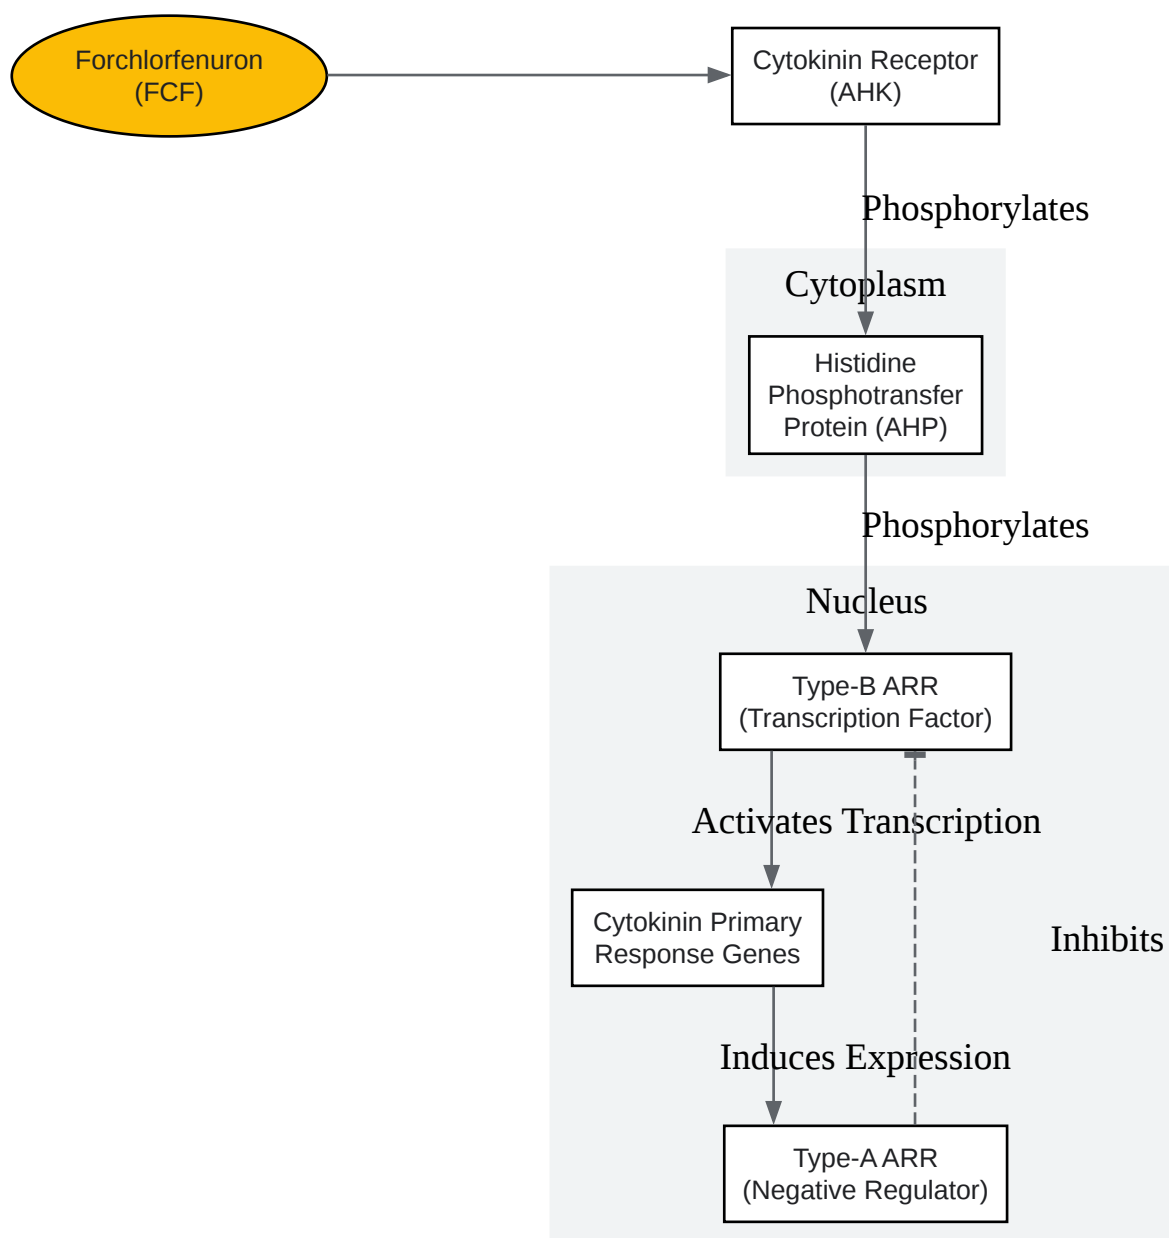 Forchlorfenuron
(FCF)
Cytokinin Receptor
(AHK)
Phosphorylates
Cytoplasm
Histidine
Phosphotransfer
Protein (AHP)
Phosphorylates
Nucleus
Type-B ARR
(Transcription Factor)
Activates Transcription
Cytokinin Primary
Response Genes
Inhibits
Induces Expression
Type-A ARR
(Negative Regulator)